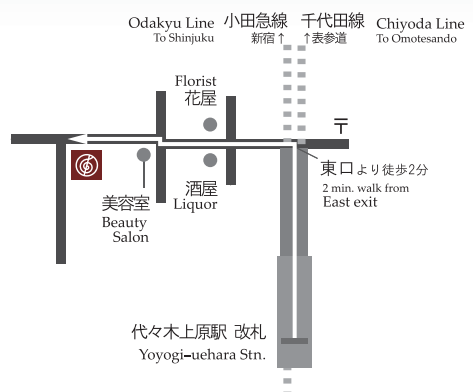 Odakyu Line 小田急線 千代田線 Chiyoda Line
To Shinjuku 新宿↑ ↑表参道 To Omotesando
Florist
花屋
〒
東口より徒歩2分
2 min. walk from
East exit
美容室
Beauty
Salon
酒屋
Liquor
代々木上原駅 改札
Yoyogi-uehara Stn.